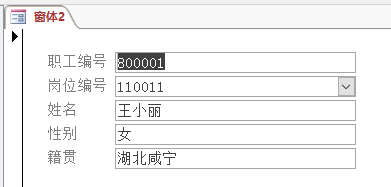 窗体2
职工编号 800001
岗位编号 110011
姓名 王小丽
性别 女
籍贯 湖北咸宁